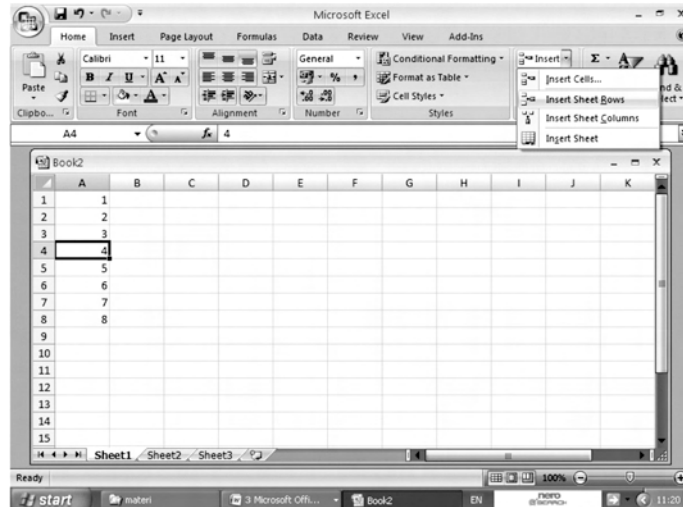 Microsoft Excel
Home Insert Page Layout Formulas Data Review View Add-Ins
Paste
Clipbo...
Calibri 11
B I U A A
A
Font
Alignment
General
% ,
Number
Conditional Formatting
Format as Table
Cell Styles
Styles
Insert
Σ
Insert Cells...
Insert Sheet Rows
Insert Sheet Columns
Insert Sheet
A4 fx 4
Book2
A B C D E F G H I J K
1 1
2 2
3 3
4 4
5 5
6 6
7 7
8 8
9
10
11
12
13
14
15
Sheet1 Sheet2 Sheet3
Ready 100%
start materi 3 Microsoft Offi... Book2 EN nero SEARCH 11:20